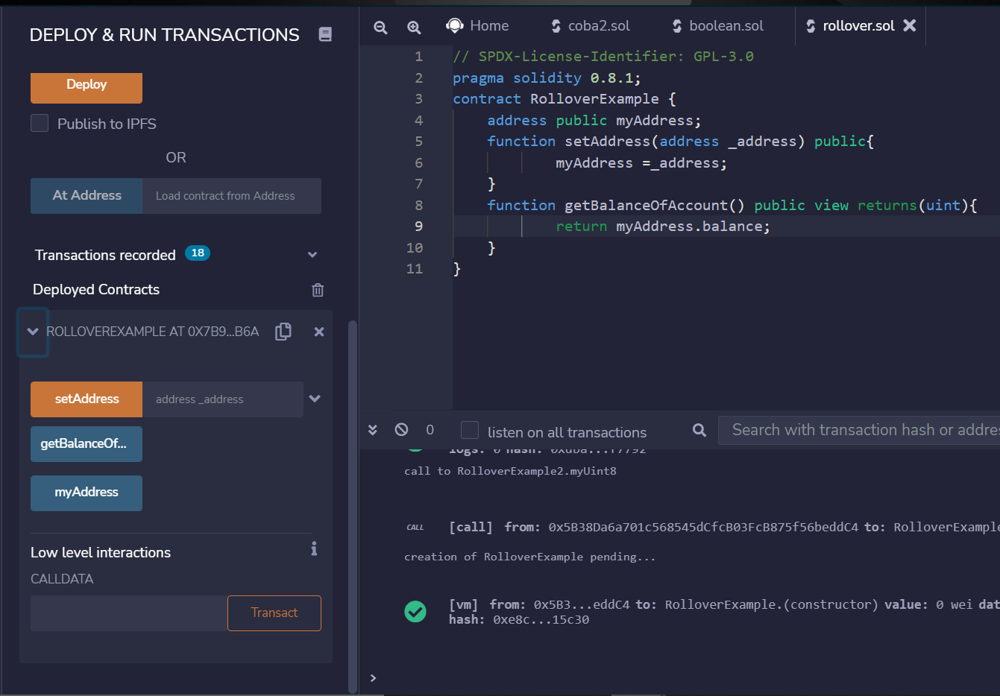 DEPLOY & RUN TRANSACTIONS
Deploy
Publish to IPFS
OR
At Address
Load contract from Address
Transactions recorded 18
Deployed Contracts
ROLLOVEREXAMPLE AT 0X7B9...B6A
setAddress
address _address
getBalanceOf...
myAddress
Low level interactions
CALLDATA
Transact
Home
coba2.sol
boolean.sol
rollover.sol
1 // SPDX-License-Identifier: GPL-3.0
2 pragma solidity 0.8.1;
3 contract RolloverExample {
4 address public myAddress;
5 function setAddress(address _address) public{
6 myAddress =_address;
7 }
8 function getBalanceOfAccount() public view returns(uint){
9 return myAddress.balance;
10 }
11 }
0
listen on all transactions
Search with transaction hash or addre
logs: 0 hash: 0xdba...f7792
call to RolloverExample2.myUint8
CALL [call] from: 0x5B38Da6a701c568545dCfcB03FcB875f56beddC4 to: RolloverExample
creation of RolloverExample pending...
[vm] from: 0x5B3...eddC4 to: RolloverExample.(constructor) value: 0 wei dat
hash: 0xe8c...15c30
>